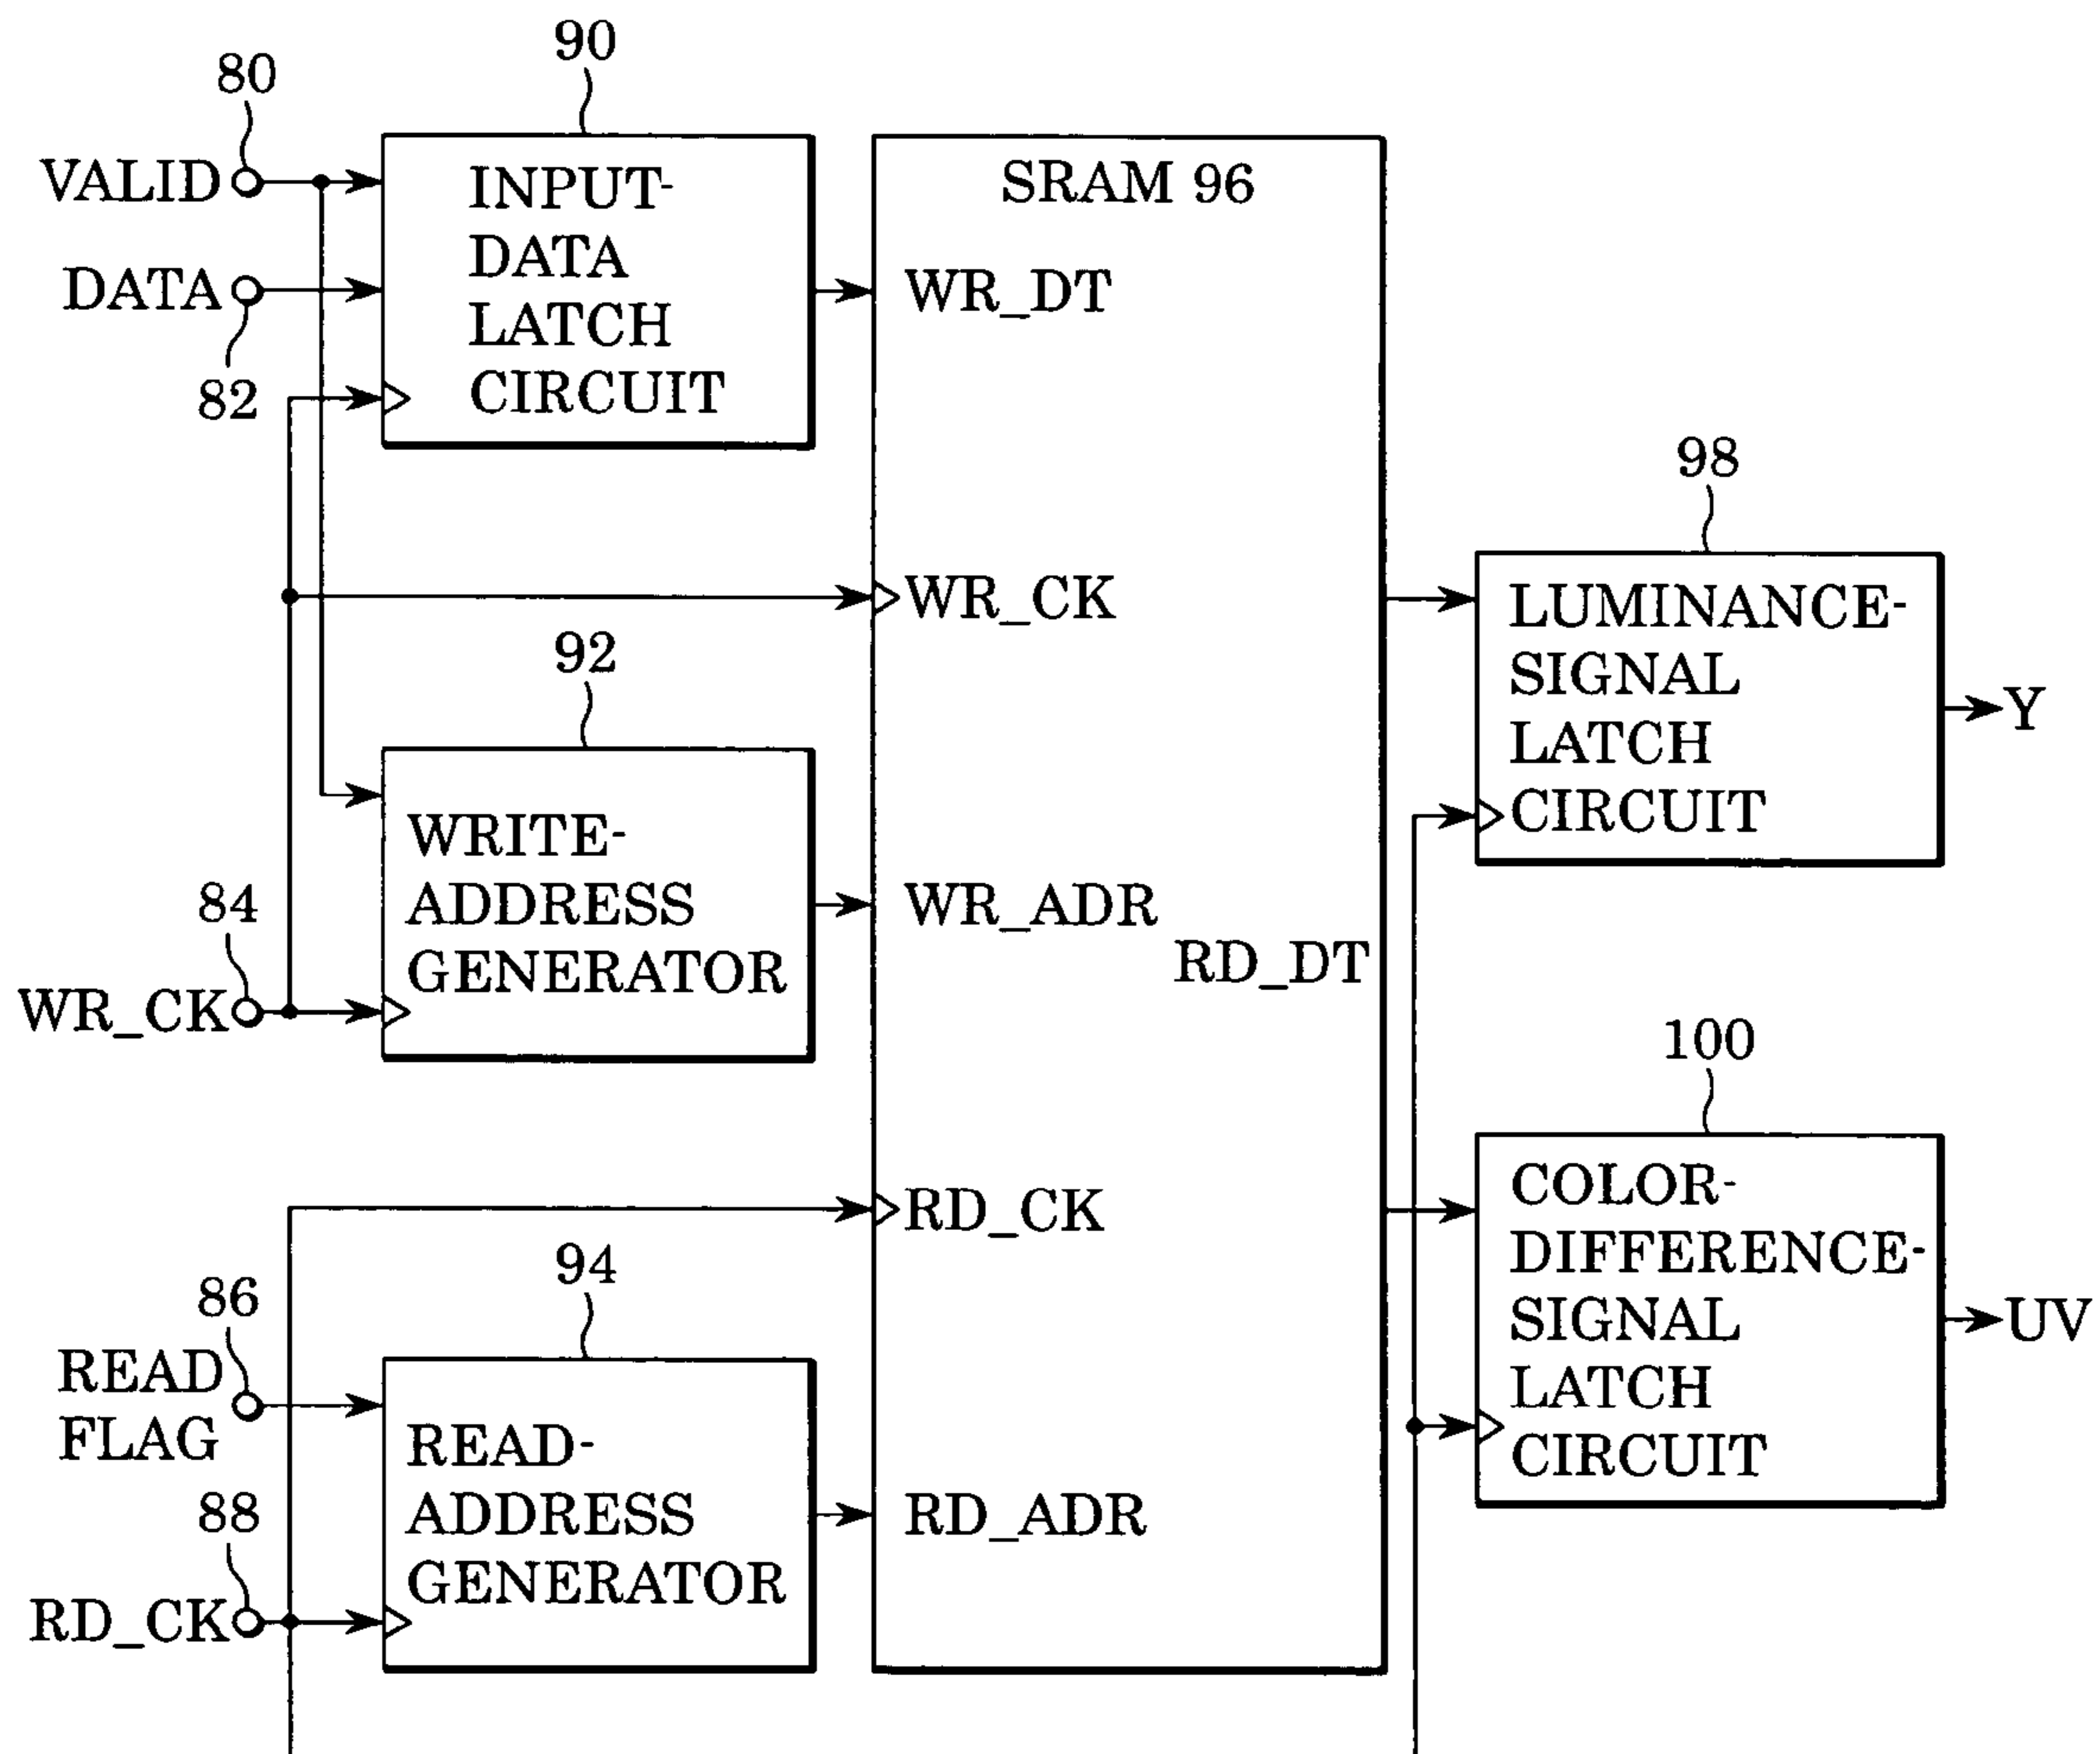 90
80
VALID
INPUT-
DATA
LATCH
CIRCUIT
SRAM 96
DATA
82
WR_DT
98
WR_CK
LUMINANCE-
SIGNAL
LATCH
CIRCUIT
Y
92
WRITE-
ADDRESS
GENERATOR
84
WR_CK
WR_ADR
RD_DT
100
RD_CK
COLOR-
DIFFERENCE-
SIGNAL
LATCH
CIRCUIT
UV
94
86
READ
FLAG
READ-
ADDRESS
GENERATOR
88
RD_CK
RD_ADR